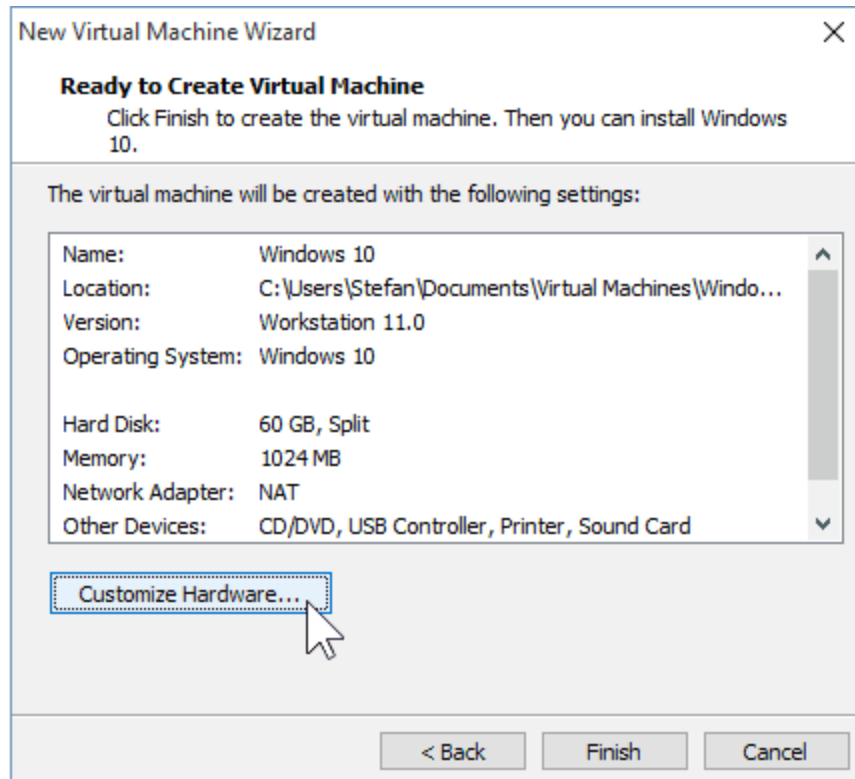 New Virtual Machine Wizard
Ready to Create Virtual Machine
Click Finish to create the virtual machine. Then you can install Windows
10.
The virtual machine will be created with the following settings:
Name: Windows 10
Location: C:\Users\Stefan\Documents\Virtual Machines\Windo...
Version: Workstation 11.0
Operating System: Windows 10
Hard Disk: 60 GB, Split
Memory: 1024 MB
Network Adapter: NAT
Other Devices: CD/DVD, USB Controller, Printer, Sound Card
Customize Hardware...
< Back Finish Cancel